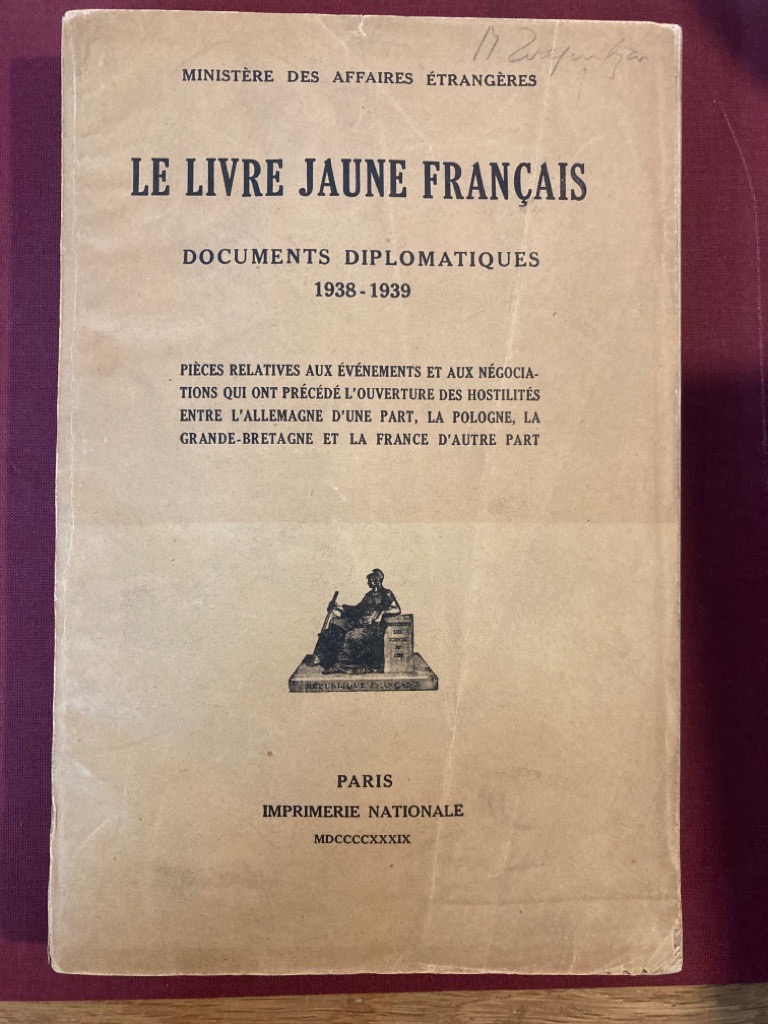 MINISTÈRE DES AFFAIRES ÉTRANGÈRES
LE LIVRE JAUNE FRANÇAIS
DOCUMENTS DIPLOMATIQUES
1938-1939
PIÈCES RELATIVES AUX ÉVÉNEMENTS ET AUX NÉGOCIA-
TIONS QUI ONT PRÉCÉDÉ L'OUVERTURE DES HOSTILITÉS
ENTRE L'ALLEMAGNE D'UNE PART, LA POLOGNE, LA
GRANDE-BRETAGNE ET LA FRANCE D'AUTRE PART
RÉPUBLIQUE FRANÇAISE
PARIS
IMPRIMERIE NATIONALE
MDCCCCXXXIX